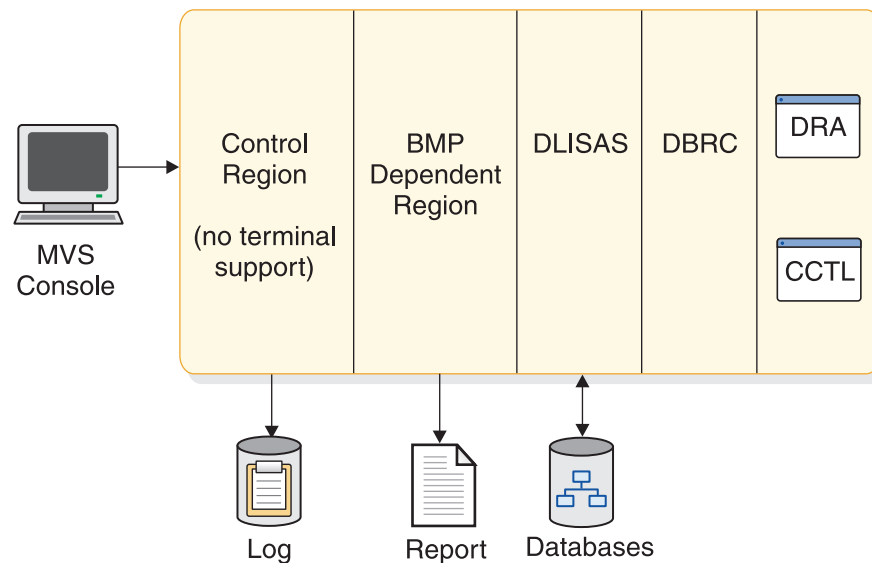 MVS
Console
Control
Region
(no terminal
support)
BMP
Dependent
Region
DLISAS
DBRC
DRA
CCTL
Log
Report
Databases